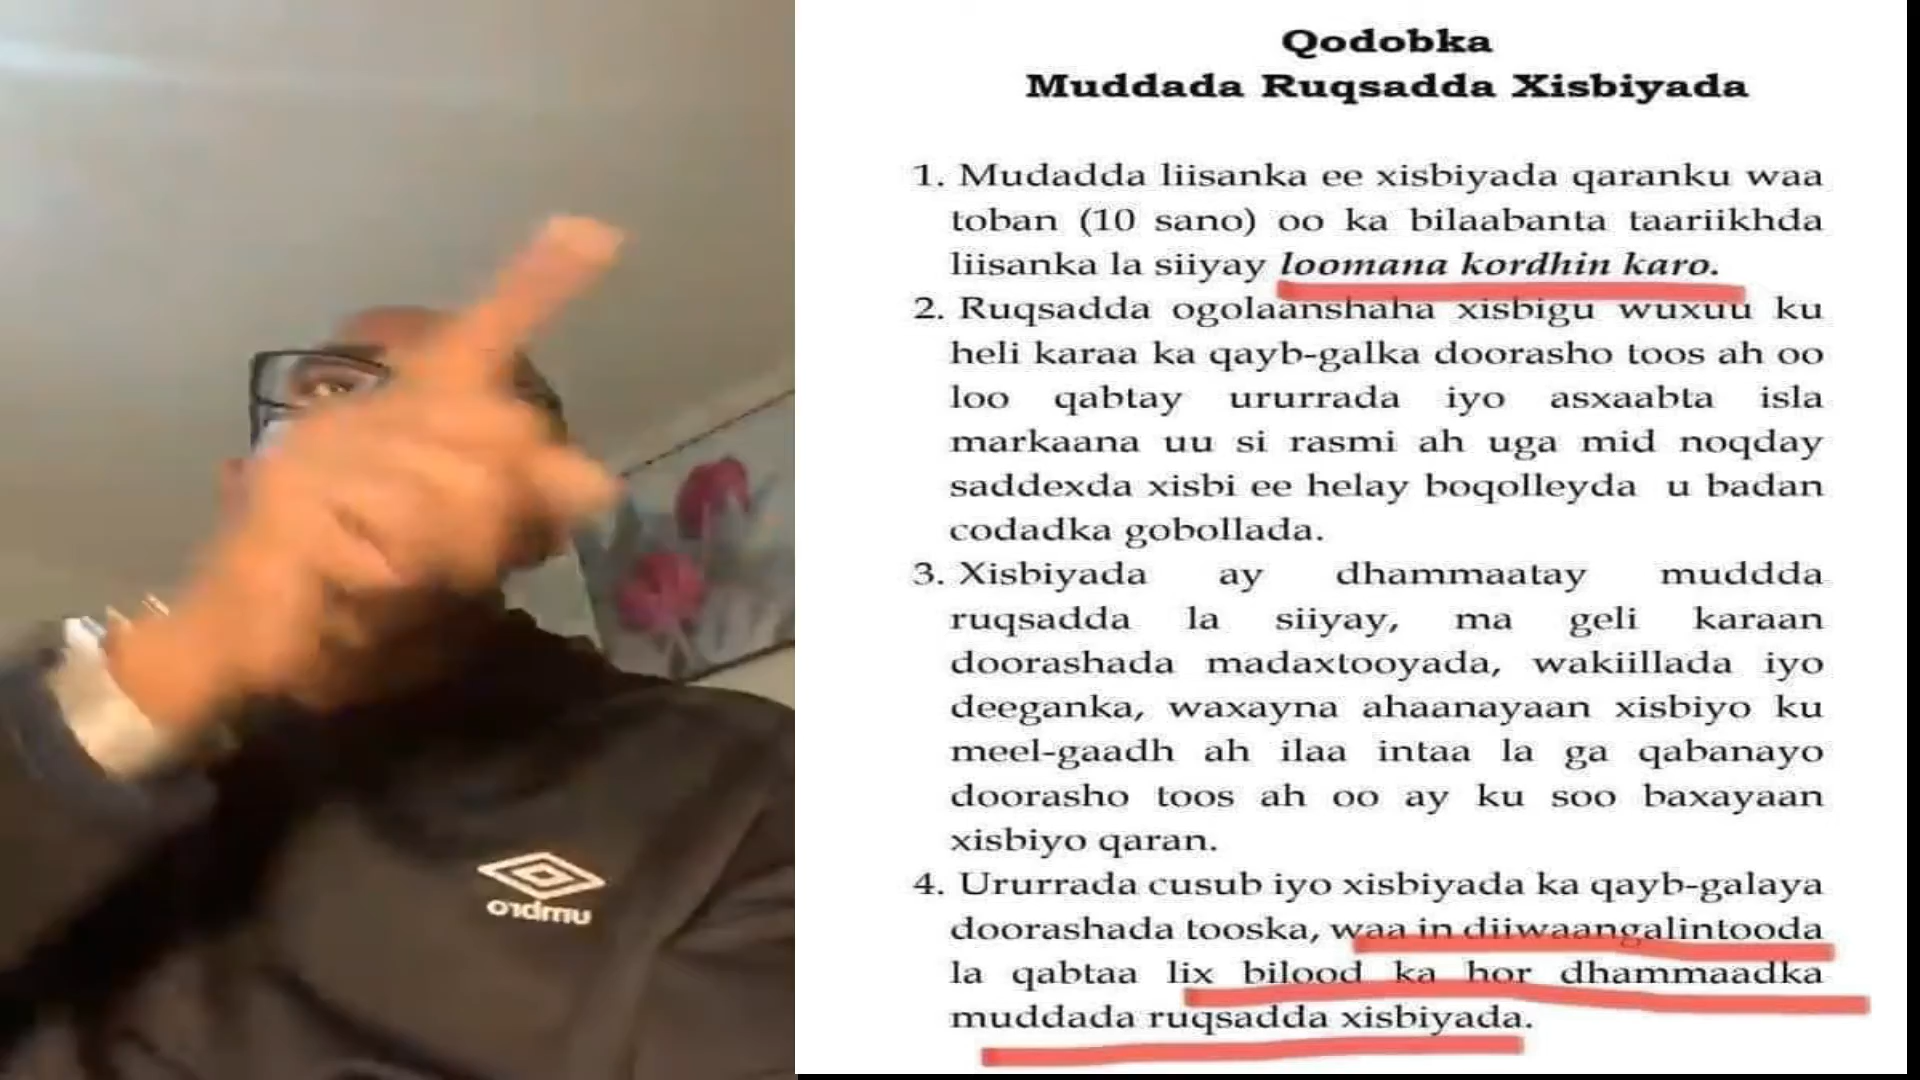 Qodobka
Muddada Ruqsadda Xisbiyada
1. Mudadda liisanka ee xisbiyada qaranku waa
toban (10 sano) oo ka bilaabanta taariikhda
liisanka la siiyay loomana kordhin karo.
2. Ruqsadda ogolaanshaha xisbigu wuxuu ku
heli karaa ka qayb-galka doorasho toos ah oo
loo qabtay ururrada iyo asxaabta isla
markaana uu si rasmi ah uga mid noqday
saddexda xisbi ee helay boqolleyda u badan
codadka gobollada.
3. Xisbiyada ay dhammaatay muddda
ruqsadda la siiyay, ma geli karaan
doorashada madaxtooyada, wakiillada iyo
deeganka, waxayna ahaanayaan xisbiyo ku
meel-gaadh ah ilaa intaa la ga qabanayo
doorasho toos ah oo ay ku soo baxayaan
xisbiyo qaran.
4. Ururrada cusub iyo xisbiyada ka qayb-galaya
doorashada tooska, waa in diiwaangalintooda
la qabtaa lix bilood ka hor dhammaadka
muddada ruqsadda xisbiyada.
umbro